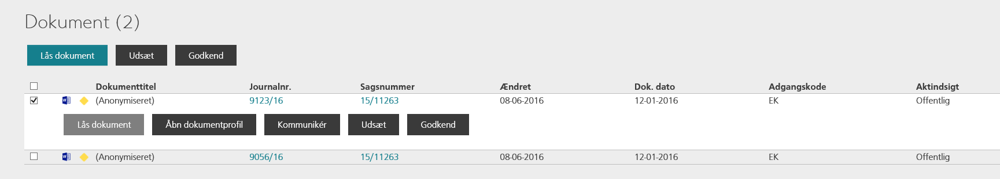 Dokument (2)
Lås dokument Udsæt Godkend
Dokumenttitel Journalnr. Sagsnummer Ændret Dok. dato Adgangskode Aktindsigt
(Anonymiseret) 9123/16 15/11263 08-06-2016 12-01-2016 EK Offentlig
Lås dokument Åbn dokumentprofil Kommunikér Udsæt Godkend
(Anonymiseret) 9056/16 15/11263 08-06-2016 12-01-2016 EK Offentlig